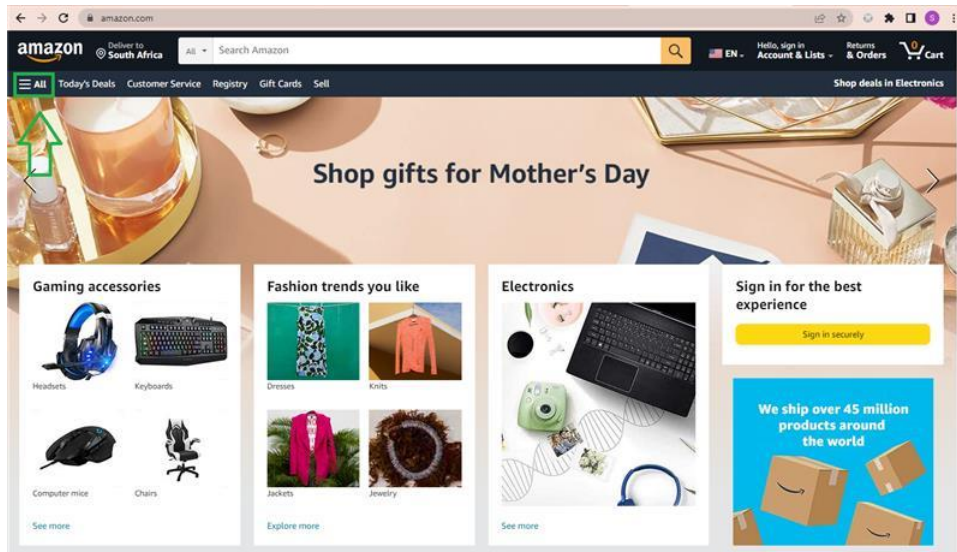 amazon.com
amazon
Deliver to
South Africa
All
Search Amazon
EN
Hello, sign in
Account & Lists
Returns
& Orders
0
Cart
All
Today's Deals
Customer Service
Registry
Gift Cards
Sell
Shop deals in Electronics
Shop gifts for Mother's Day
Gaming accessories
Headsets
Keyboards
Computer mice
Chairs
See more
Fashion trends you like
Dresses
Knits
Jackets
Jewelry
Explore more
Electronics
See more
Sign in for the best
experience
Sign in securely
We ship over 45 million
products around
the world